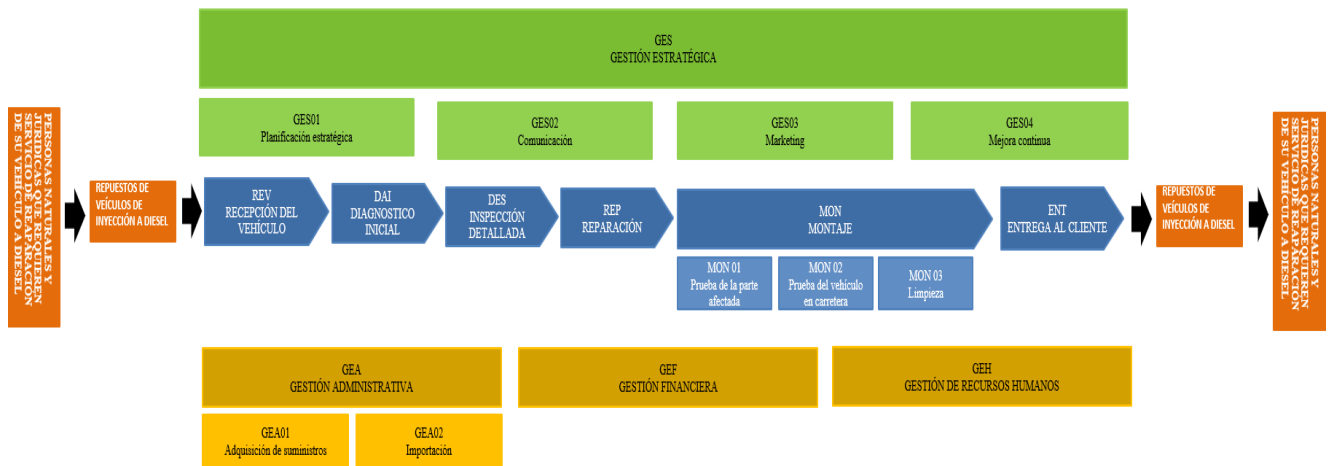 GES
GESTIÓN ESTRATÉGICA
GES01
Planificación estratégica
GES02
Comunicación
GES03
Marketing
GES04
Mejora continua
PERSONAS NATURALES Y
JURIDICAS QUE REQUIEREN
SERVICIO DE REAPARACIÓN
DE SU VEHÍCULO A DIESEL
REPUESTOS DE
VEÍCULOS DE
INYECCIÓN A DIESEL
REV
RECEPCIÓN DEL
VEHÍCULO
DAI
DIAGNOSTICO
INICIAL
DES
INSPECCIÓN
DETALLADA
REP
REPARACIÓN
MON
MONTAJE
MON 01
Prueba de la parte
afectada
MON 02
Prueba del vehículo
en carretera
MON 03
Limpieza
ENT
ENTREGA AL CLIENTE
REPUESTOS DE
VEÍCULOS DE
INYECCIÓN A DIESEL
PERSONAS NATURALES Y
JURIDICAS QUE REQUIEREN
SERVICIO DE REAPARACIÓN
DE SU VEHÍCULO A DIESEL
GEA
GESTIÓN ADMINISTRATIVA
GEA01
Adquisición de suministros
GEA02
Importación
GEF
GESTIÓN FINANCIERA
GEH
GESTIÓN DE RECURSOS HUMANOS